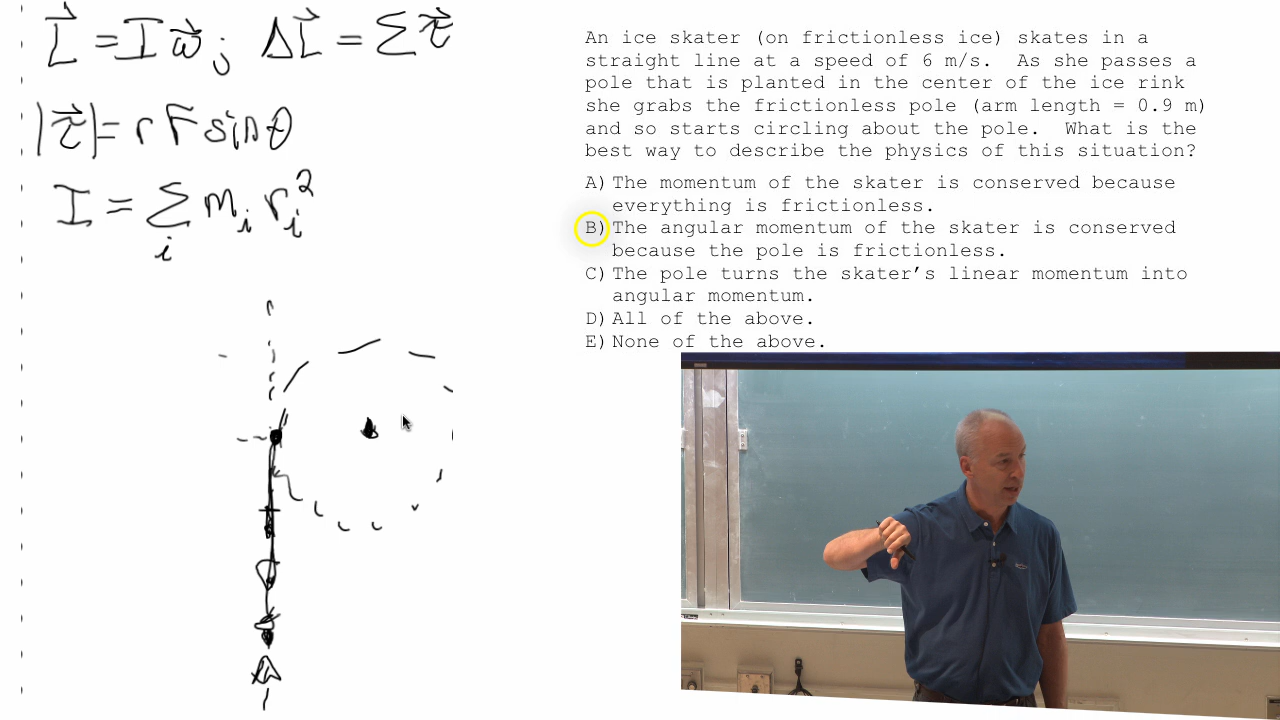 L⃗ = I ω⃗ ; ΔL⃗ = Σ τ⃗
|τ⃗| = r F sin θ
I = Σ m_i r_i²
i
An ice skater (on frictionless ice) skates in a
straight line at a speed of 6 m/s. As she passes a
pole that is planted in the center of the ice rink
she grabs the frictionless pole (arm length = 0.9 m)
and so starts circling about the pole. What is the
best way to describe the physics of this situation?
A) The momentum of the skater is conserved because
everything is frictionless.
B) The angular momentum of the skater is conserved
because the pole is frictionless.
C) The pole turns the skater’s linear momentum into
angular momentum.
D) All of the above.
E) None of the above.